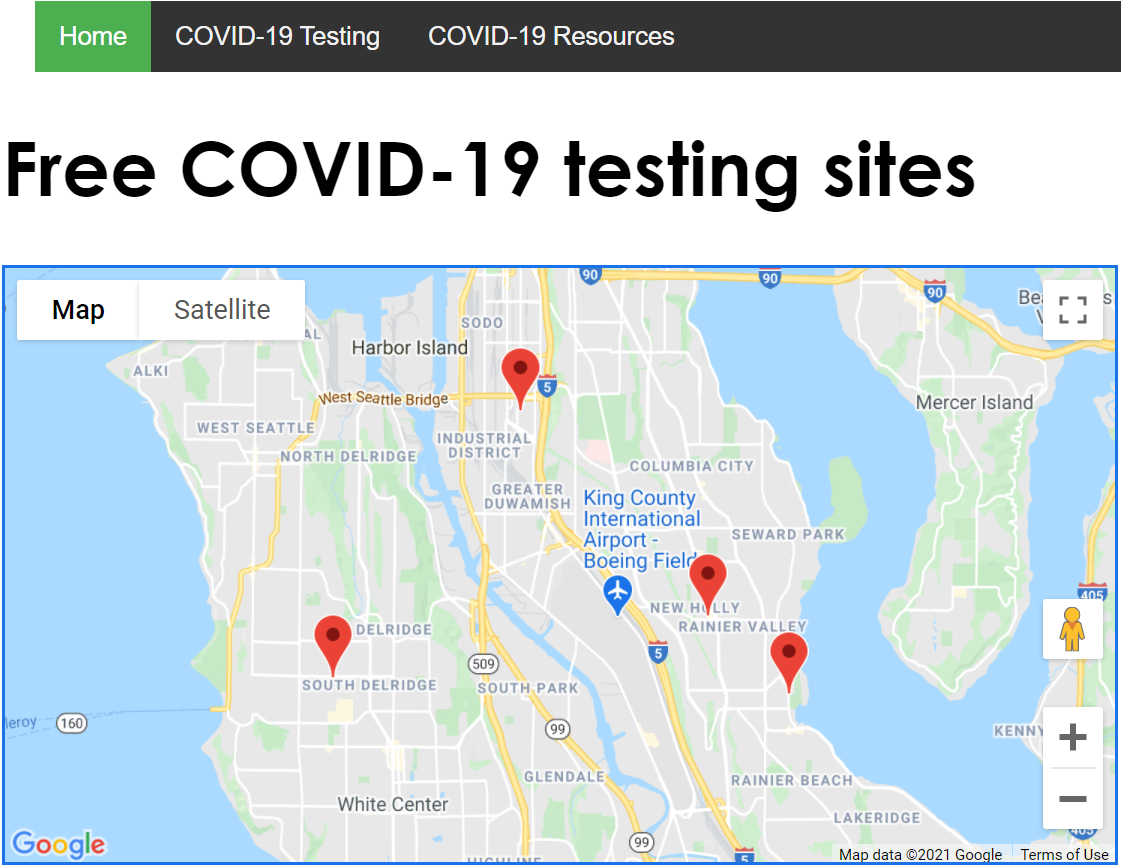 Home COVID-19 Testing COVID-19 Resources
Free COVID-19 testing sites
Map Satellite
90
90
90
SODO
Harbor Island
ALKI
5
West Seattle Bridge
Mercer Island
WEST SEATTLE
INDUSTRIAL
DISTRICT
NORTH DELRIDGE
COLUMBIA CITY
GREATER
DUWAMISH
King County
International
Airport -
Boeing Field
SEWARD PARK
405
NEW HOLLY
RAINIER VALLEY
DELRIDGE
5
509
SOUTH DELRIDGE
SOUTH PARK
160
99
GLENDALE
RAINIER BEACH
White Center
LAKERIDGE
99
405
Google
5
Map data ©2021 Google Terms of Use